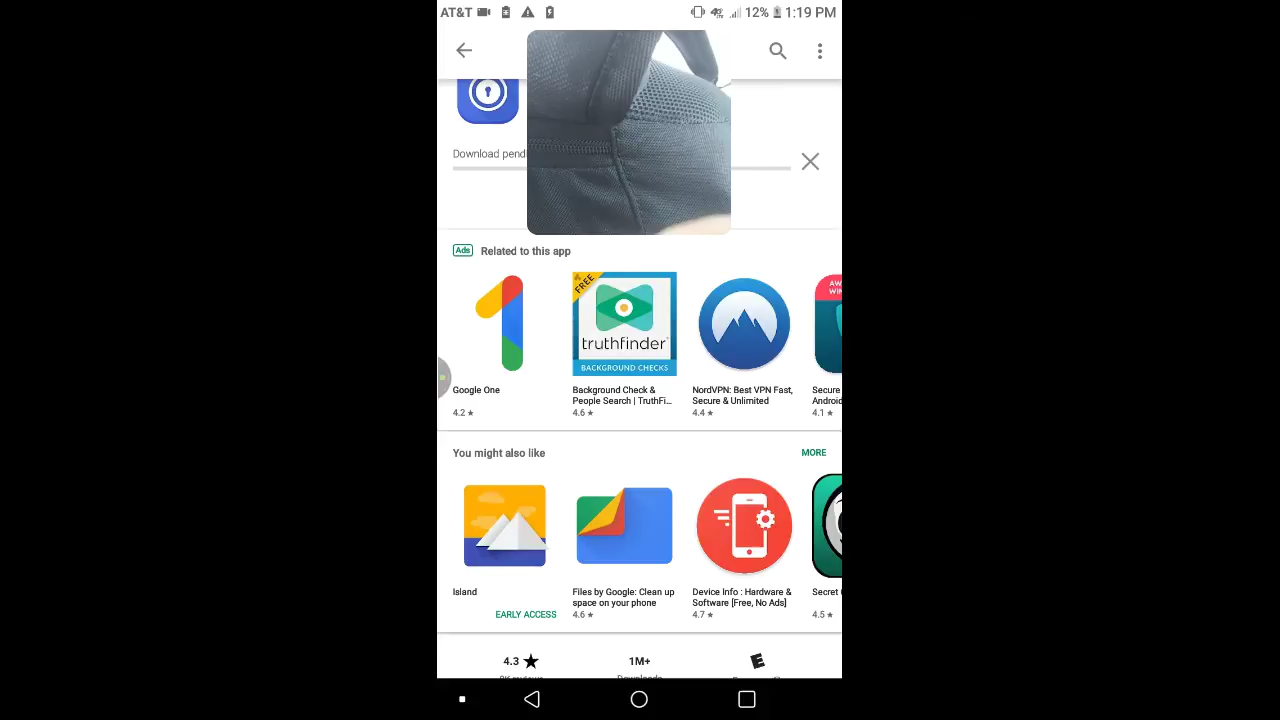 AT&T 12% 1:19 PM
Download
Ads Related to this app
FREE
truthfinder
BACKGROUND CHECKS
Google One
4.2 ★
Background Check &
People Search | TruthFi...
4.6 ★
NordVPN: Best VPN Fast,
Secure & Unlimited
4.4 ★
Secure
Android
4.1 ★
You might also like MORE
Island
EARLY ACCESS
Files by Google: Clean up
space on your phone
4.6 ★
Device Info : Hardware &
Software [Free, No Ads]
4.7 ★
Secret
4.5 ★
4.3 ★ 1M+ E